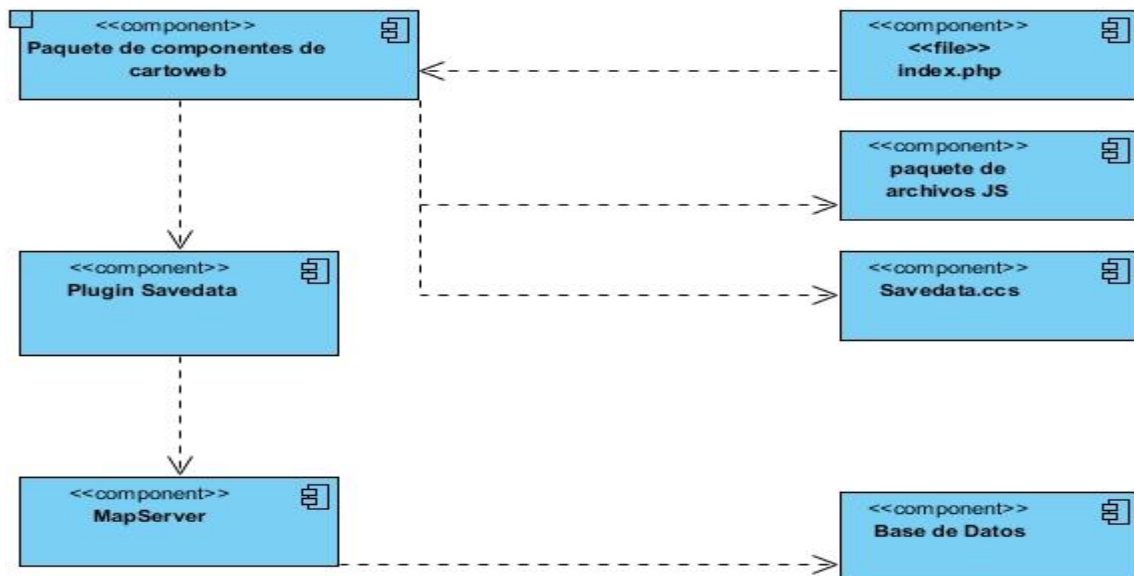 <<component>>
Paquete de componentes de
cartoweb
<<component>>
<<file>>
index.php
<<component>>
paquete de
archivos JS
<<component>>
Plugin Savedata
<<component>>
Savedata.ccs
<<component>>
MapServer
<<component>>
Base de Datos